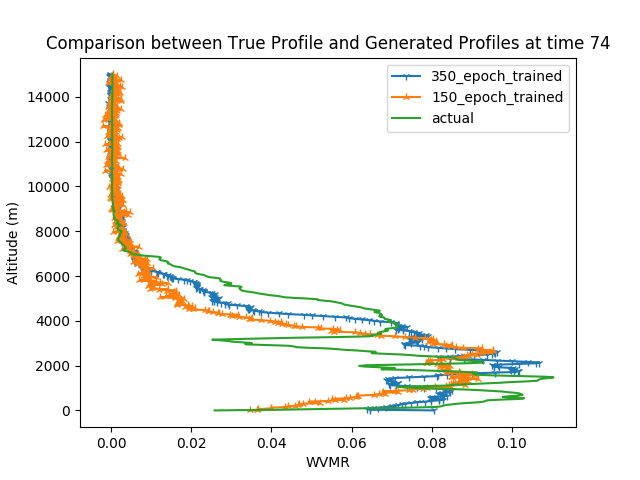 Comparison between True Profile and Generated Profiles at time 74
350_epoch_trained
150_epoch_trained
actual
Altitude (m)
14000
12000
10000
8000
6000
4000
2000
0
0.00 0.02 0.04 0.06 0.08 0.10
WVMR